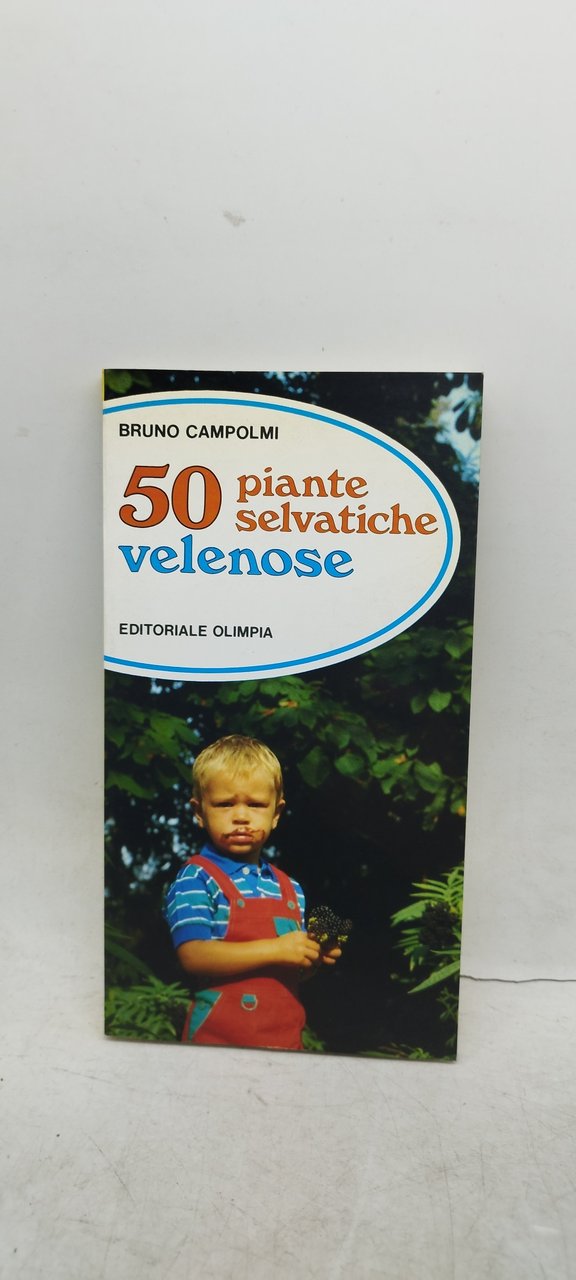 BRUNO CAMPOLMI
50 piante
selvatiche
velenose
EDITORIALE OLIMPIA